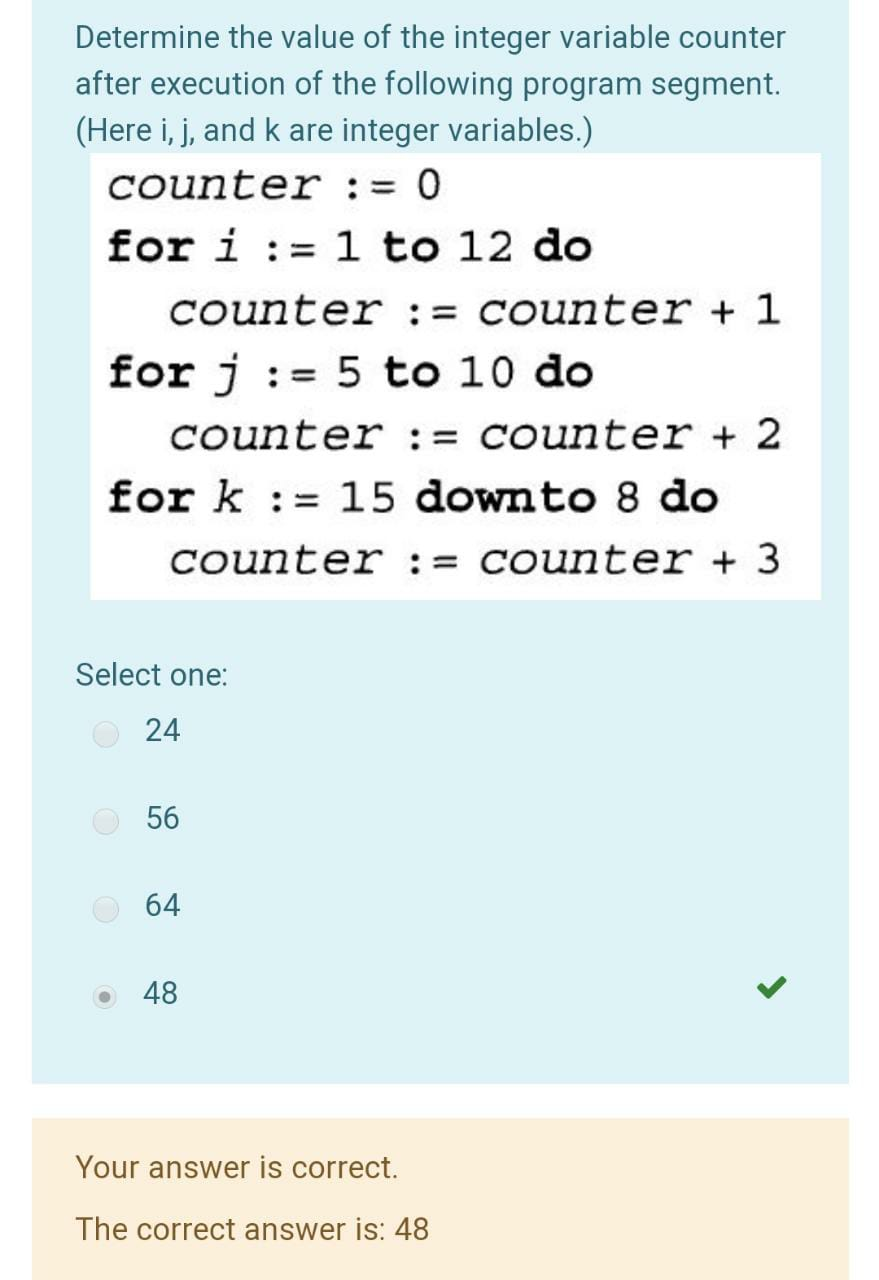 Determine the value of the integer variable counter
after execution of the following program segment.
(Here i, j, and k are integer variables.)
counter := 0
for i := 1 to 12 do
counter := counter + 1
for j := 5 to 10 do
counter := counter + 2
for k := 15 downto 8 do
counter := counter + 3
Select one:
24
56
64
48
Your answer is correct.
The correct answer is: 48